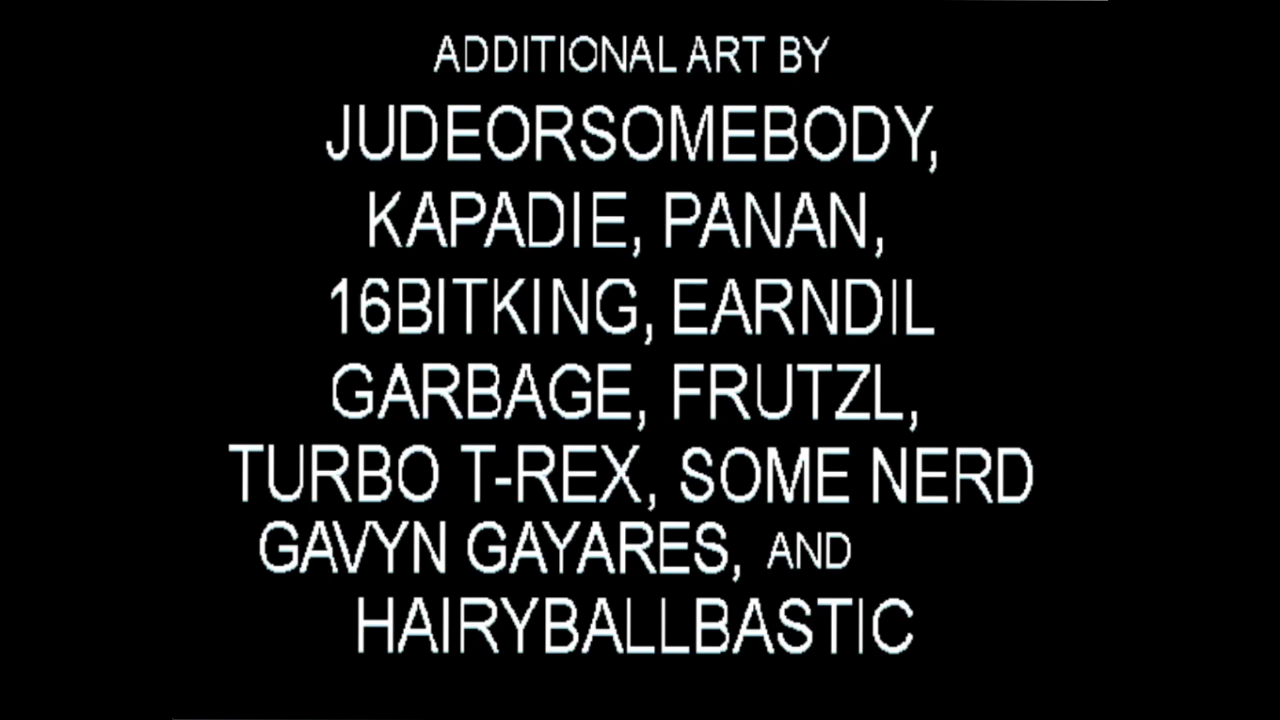 ADDITIONAL ART BY
JUDEORSOMEBODY,
KAPADIE, PANAN,
16BITKING, EARNDIL
GARBAGE, FRUTZL,
TURBO T-REX, SOME NERD
GAVYN GAYARES, AND
HAIRYBALLBASTIC